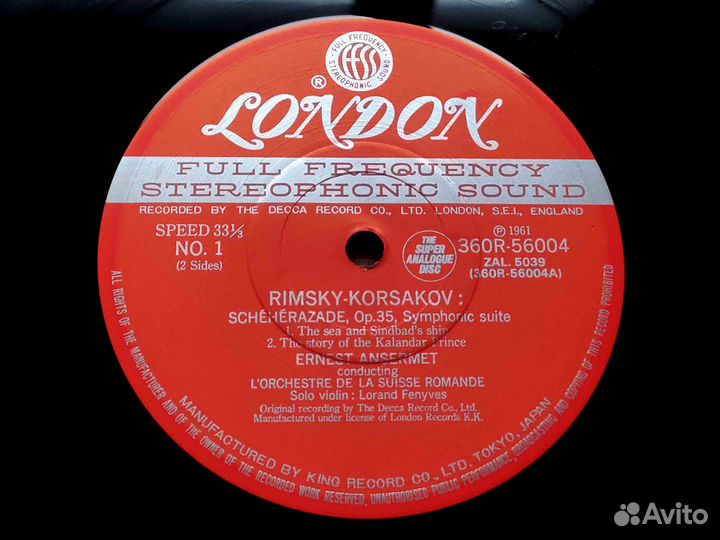 FULL FREQUENCY
ffss
STEREOPHONIC SOUND
®
LONDON
FULL FREQUENCY
STEREOPHONIC SOUND
RECORDED BY THE DECCA RECORD CO., LTD. LONDON, S.E.I., ENGLAND
SPEED 33⅓
NO. 1
(2 Sides)
THE SUPER ANALOGUE DISC
℗ 1961
360R-56004
ZAL. 5039
(360R-56004A)
RIMSKY-KORSAKOV :
SCHÉHÉRAZADE, Op.35, Symphonic suite
1. The sea and Sindbad's ship
2. The story of the Kalandar Prince
ERNEST ANSERMET
conducting
L'ORCHESTRE DE LA SUISSE ROMANDE
Solo violin : Lorand Fenyves
Original recording by The Decca Record Co., Ltd.
Manufactured under license of London Records K.K.
MANUFACTURED BY KING RECORD CO., LTD. TOKYO, JAPAN
ALL RIGHTS OF THE MANUFACTURER AND OF THE OWNER OF THE RECORDED WORK RESERVED, UNAUTHORISED PUBLIC PERFORMANCE, BROADCASTING AND COPYING OF THIS RECORD PROHIBITED
Avito